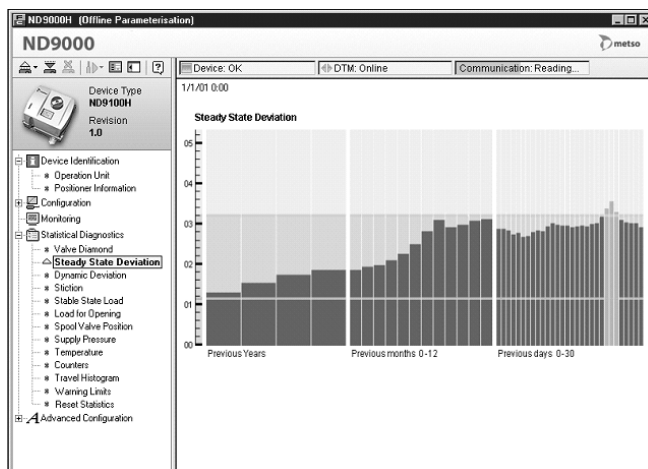 ND9000H (Offline Parameterisation)
ND9000
metso
Device: OK
DTM: Online
Communication: Reading...
Device Type
ND9100H
Revision
1.0
Device Identification
Operation Unit
Positioner Information
Configuration
Monitoring
Statistical Diagnostics
Valve Diamond
Steady State Deviation
Dynamic Deviation
Stiction
Stable State Load
Load for Opening
Spool Valve Position
Supply Pressure
Temperature
Counters
Travel Histogram
Warning Limits
Reset Statistics
Advanced Configuration
1/1/01 0:00
Steady State Deviation
05
04
03
02
01
00
Previous Years
Previous months 0-12
Previous days 0-30